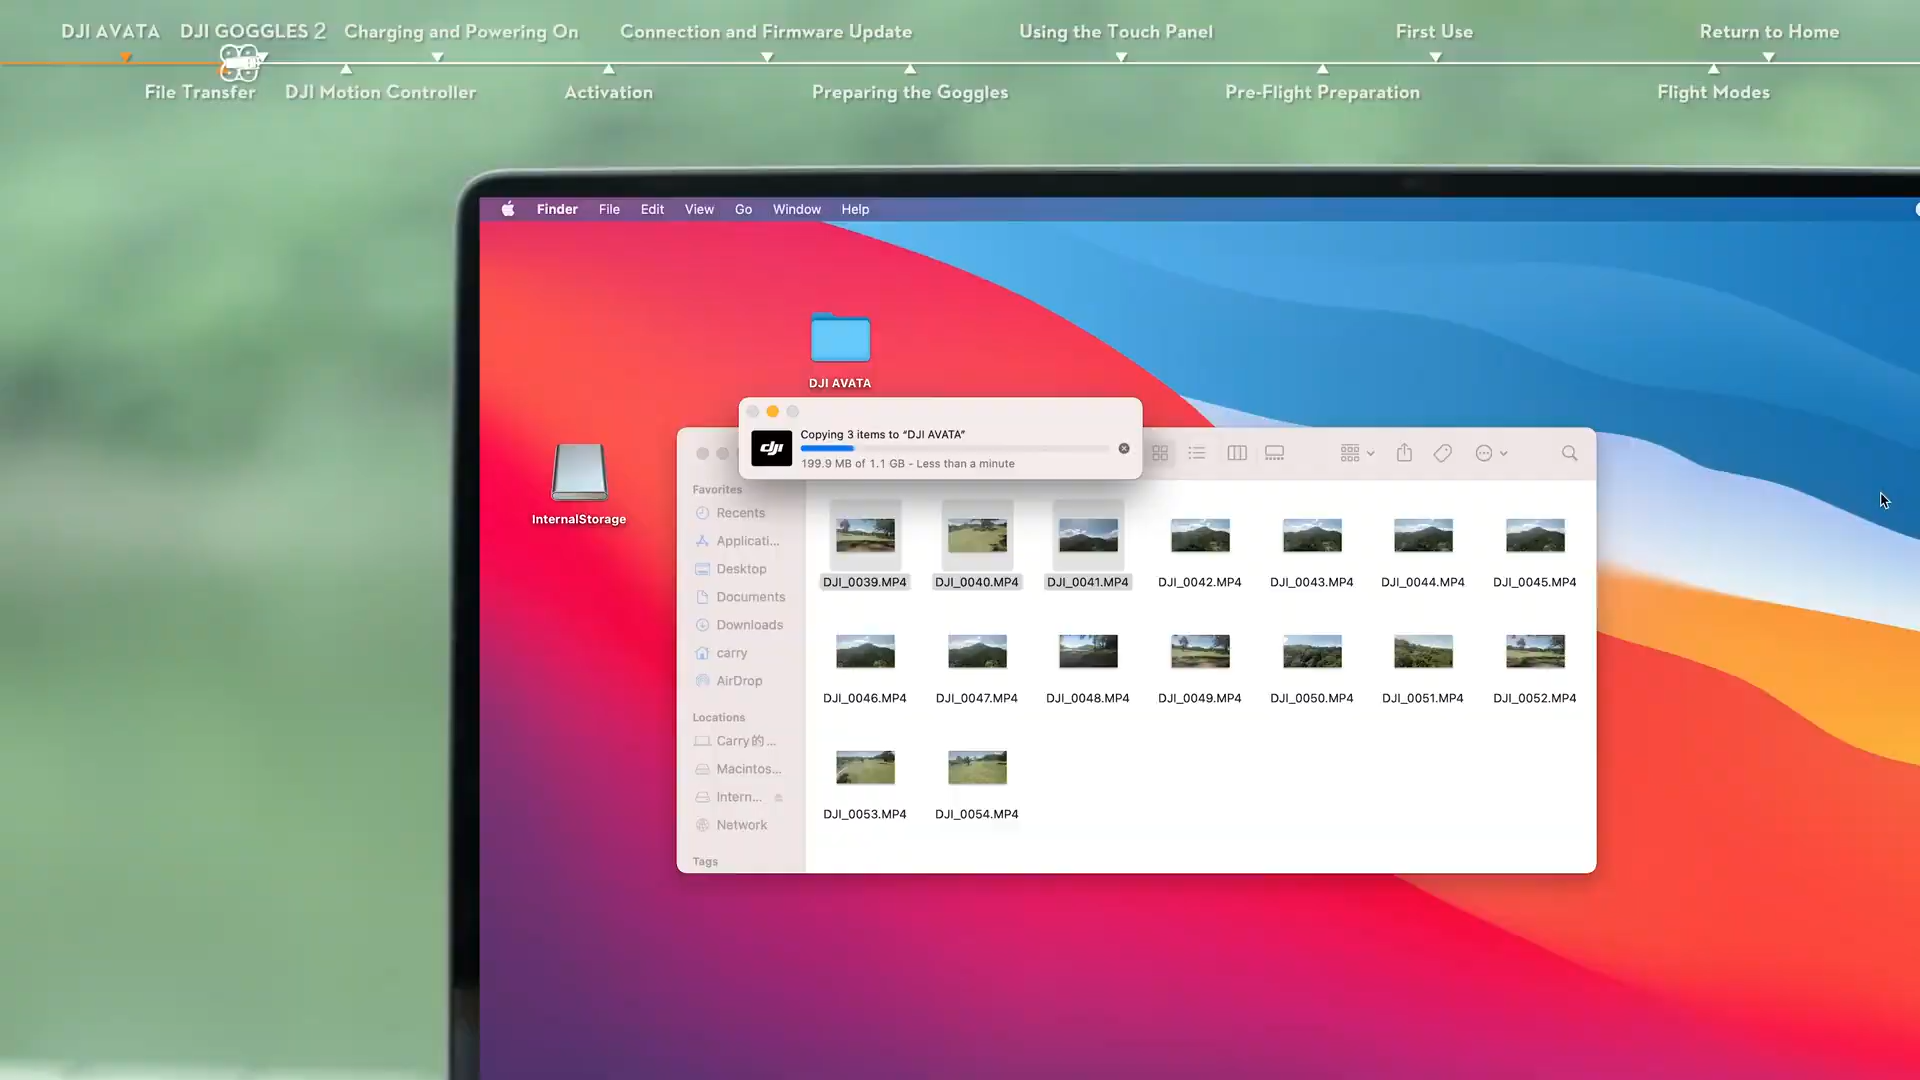 DJI AVATA
DJI GOGGLES 2
Charging and Powering On
Connection and Firmware Update
Using the Touch Panel
First Use
Return to Home
File Transfer
DJI Motion Controller
Activation
Preparing the Goggles
Pre-Flight Preparation
Flight Modes
Finder File Edit View Go Window Help
DJI AVATA
InternalStorage
dji
Copying 3 items to “DJI AVATA”
199.9 MB of 1.1 GB - Less than a minute
Favorites
Recents
Applicati...
Desktop
Documents
Downloads
carry
AirDrop
Locations
Carry的 ...
Macintos...
Intern...
Network
Tags
DJI_0039.MP4 DJI_0040.MP4 DJI_0041.MP4 DJI_0042.MP4 DJI_0043.MP4 DJI_0044.MP4 DJI_0045.MP4
DJI_0046.MP4 DJI_0047.MP4 DJI_0048.MP4 DJI_0049.MP4 DJI_0050.MP4 DJI_0051.MP4 DJI_0052.MP4
DJI_0053.MP4 DJI_0054.MP4